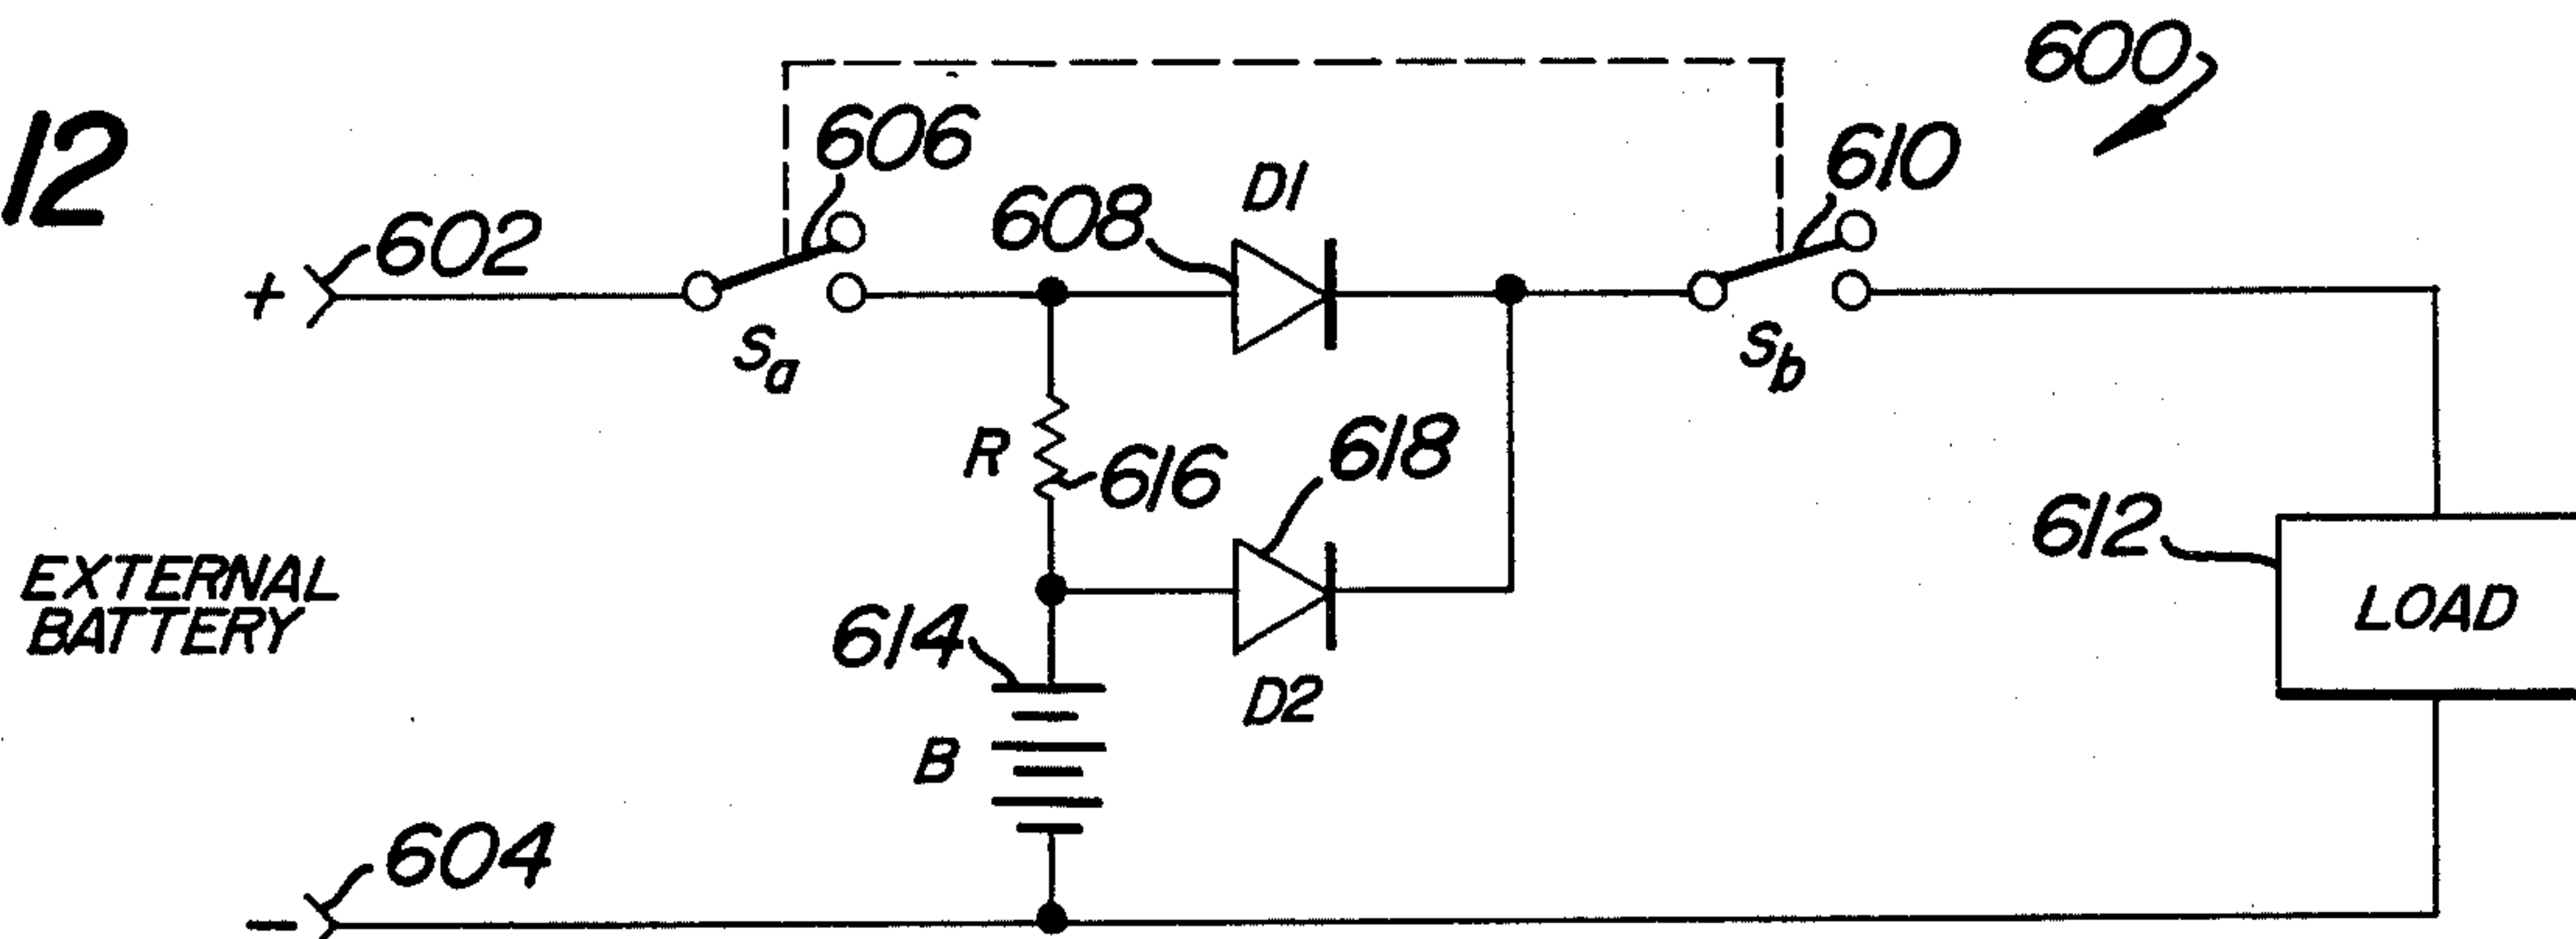 12
600
606
610
D1
608
+ 602
Sa
Sb
618
R
616
612
EXTERNAL
BATTERY
614
LOAD
D2
B
604
-